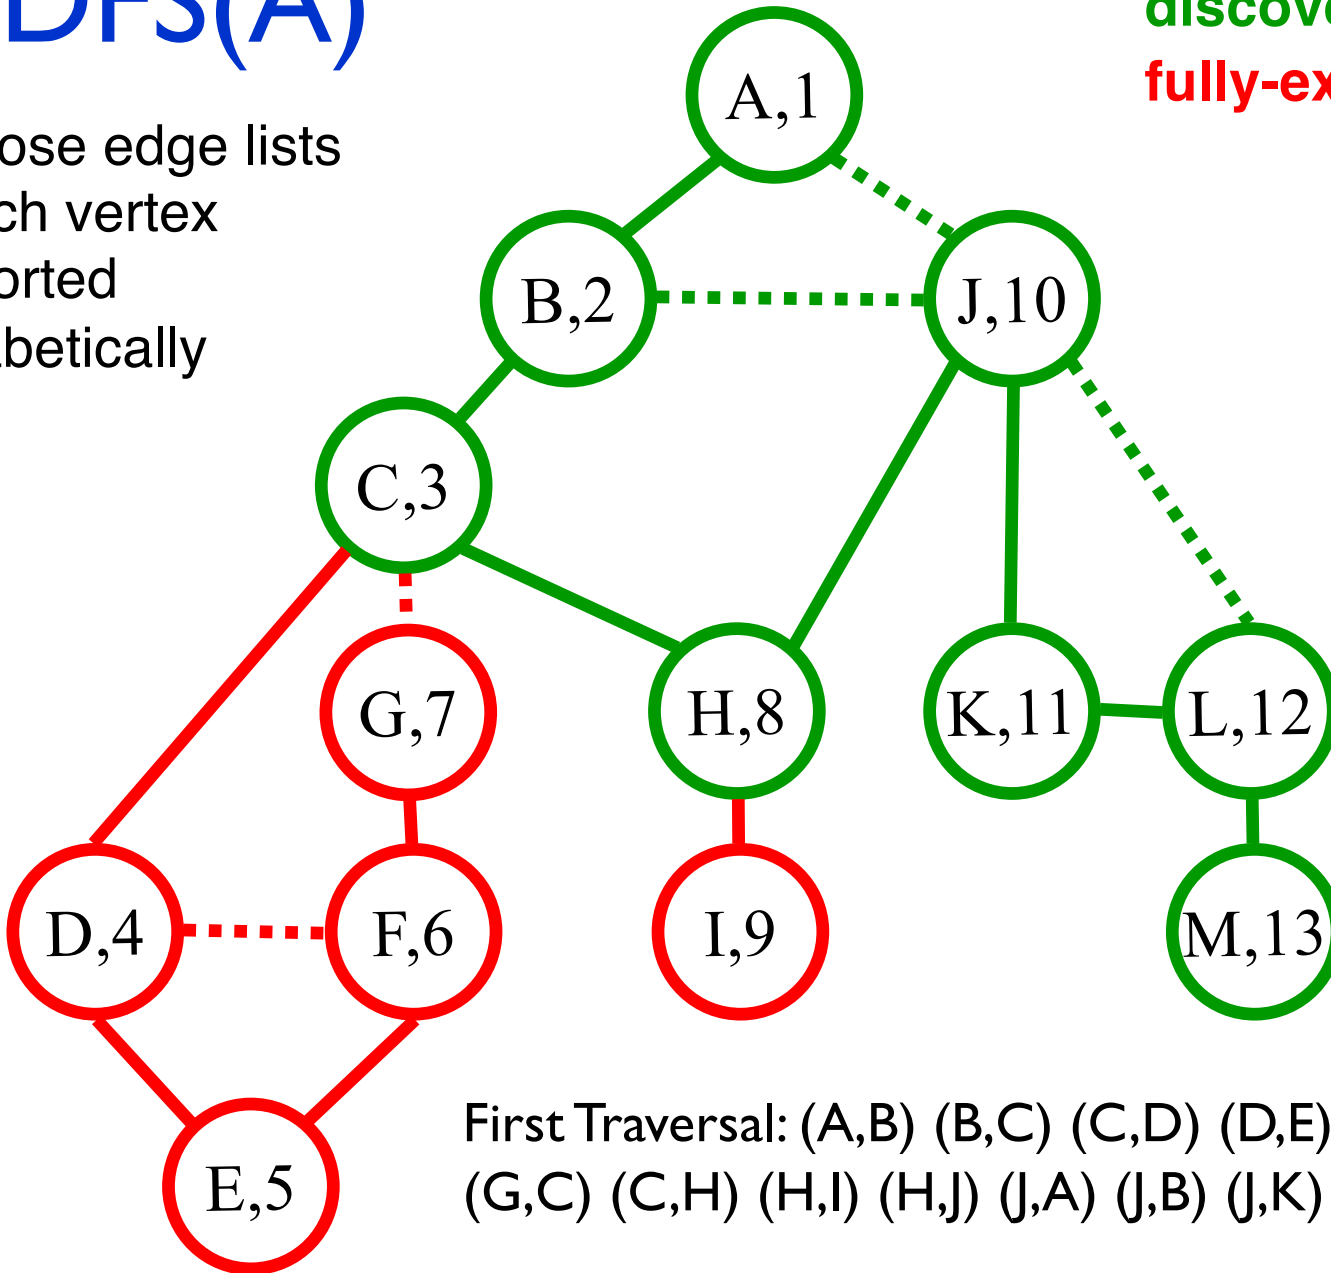 DFS(A)
discove
fully-ex
ose edge lists
ch vertex
orted
betically
A,1
B,2
J,10
C,3
G,7
H,8
K,11
L,12
D,4
F,6
I,9
M,13
E,5
First Traversal: (A,B) (B,C) (C,D) (D,E)
(G,C) (C,H) (H,I) (H,J) (J,A) (J,B) (J,K)